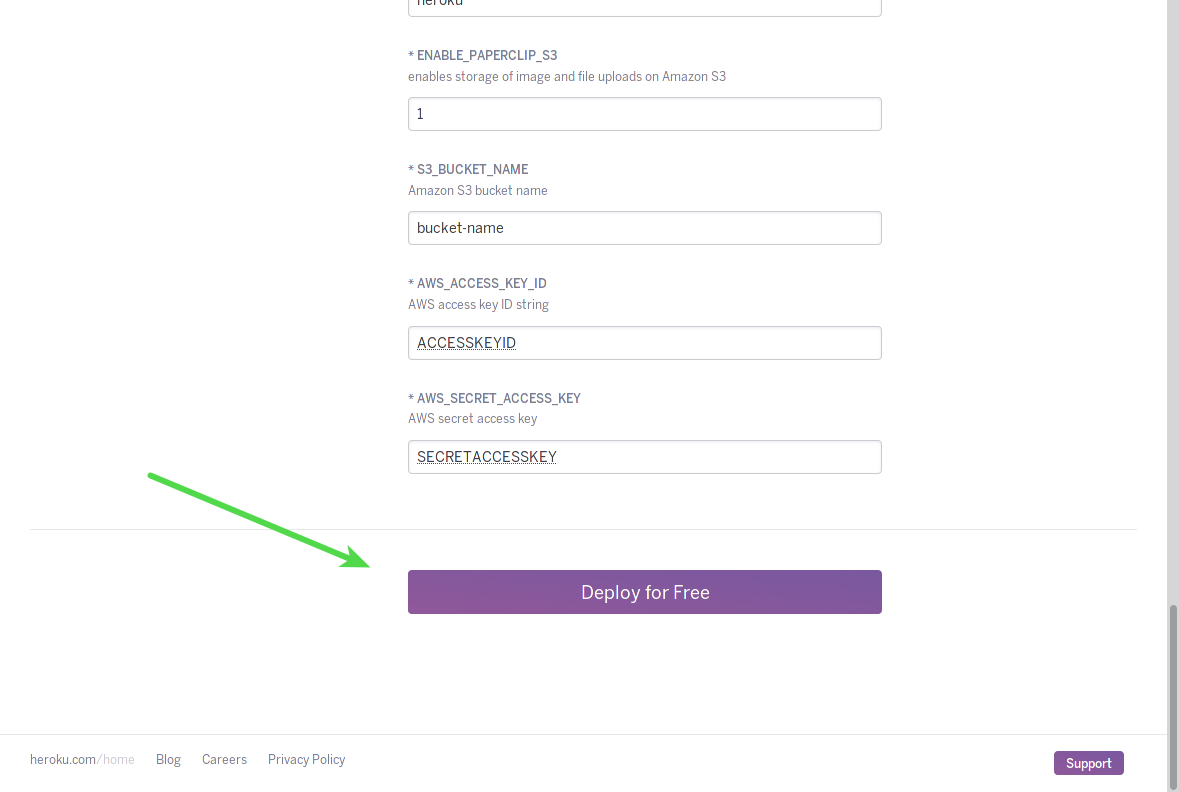 heroku
* ENABLE_PAPERCLIP_S3
enables storage of image and file uploads on Amazon S3
1
* S3_BUCKET_NAME
Amazon S3 bucket name
bucket-name
* AWS_ACCESS_KEY_ID
AWS access key ID string
ACCESSKEYID
* AWS_SECRET_ACCESS_KEY
AWS secret access key
SECRETACCESSKEY
Deploy for Free
heroku.com/home Blog Careers Privacy Policy Support